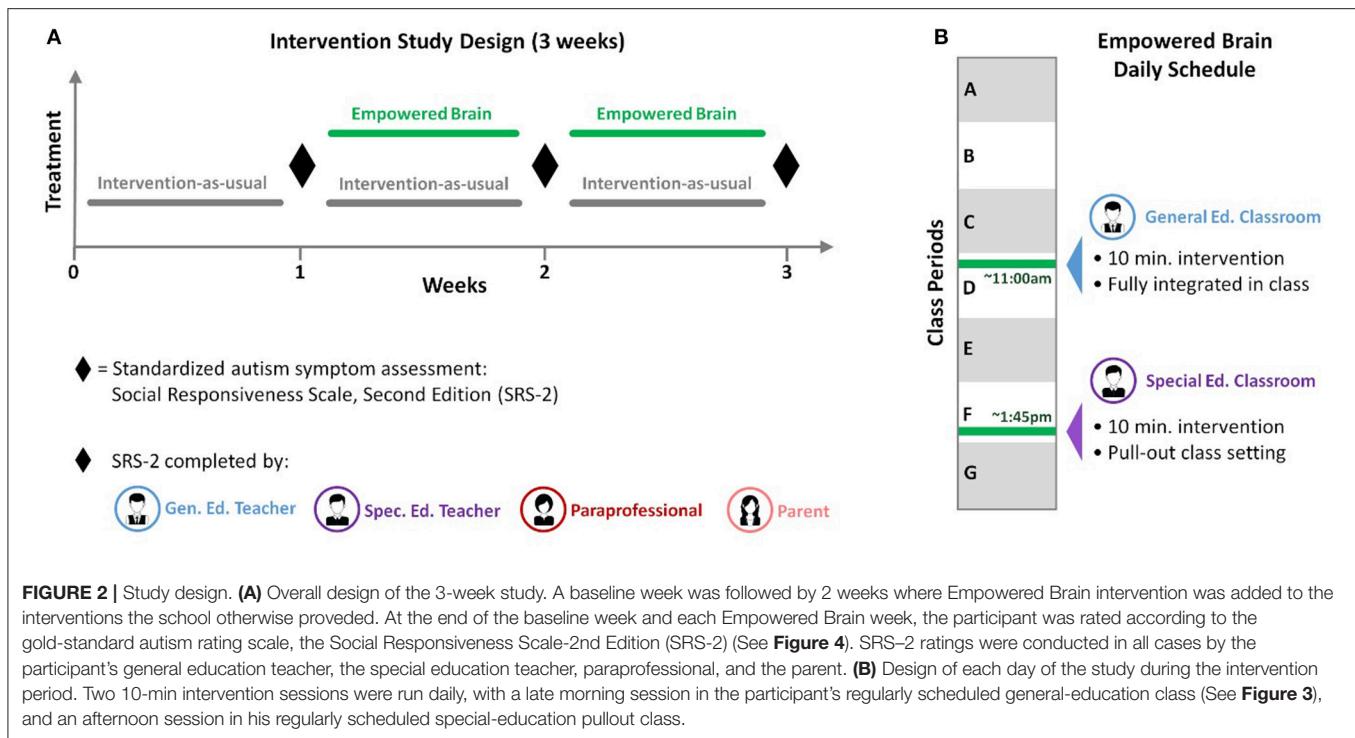 A
Intervention Study Design (3 weeks)
Treatment
Empowered Brain
Empowered Brain
Intervention-as-usual
Intervention-as-usual
Intervention-as-usual
0
1
2
3
Weeks
= Standardized autism symptom assessment:
Social Responsiveness Scale, Second Edition (SRS-2)
SRS-2 completed by:
Gen. Ed. Teacher
Spec. Ed. Teacher
Paraprofessional
Parent
B
Empowered Brain
Daily Schedule
Class Periods
A
B
C
~11:00am
D
E
F
~1:45pm
G
General Ed. Classroom
• 10 min. intervention
• Fully integrated in class
Special Ed. Classroom
• 10 min. intervention
• Pull-out class setting
FIGURE 2 | Study design. (A) Overall design of the 3-week study. A baseline week was followed by 2 weeks where Empowered Brain intervention was added to the
interventions the school otherwise proveded. At the end of the baseline week and each Empowered Brain week, the participant was rated according to the
gold-standard autism rating scale, the Social Responsiveness Scale-2nd Edition (SRS-2) (See Figure 4). SRS–2 ratings were conducted in all cases by the
participant's general education teacher, the special education teacher, paraprofessional, and the parent. (B) Design of each day of the study during the intervention
period. Two 10-min intervention sessions were run daily, with a late morning session in the participant's regularly scheduled general-education class (See Figure 3),
and an afternoon session in his regularly scheduled special-education pullout class.